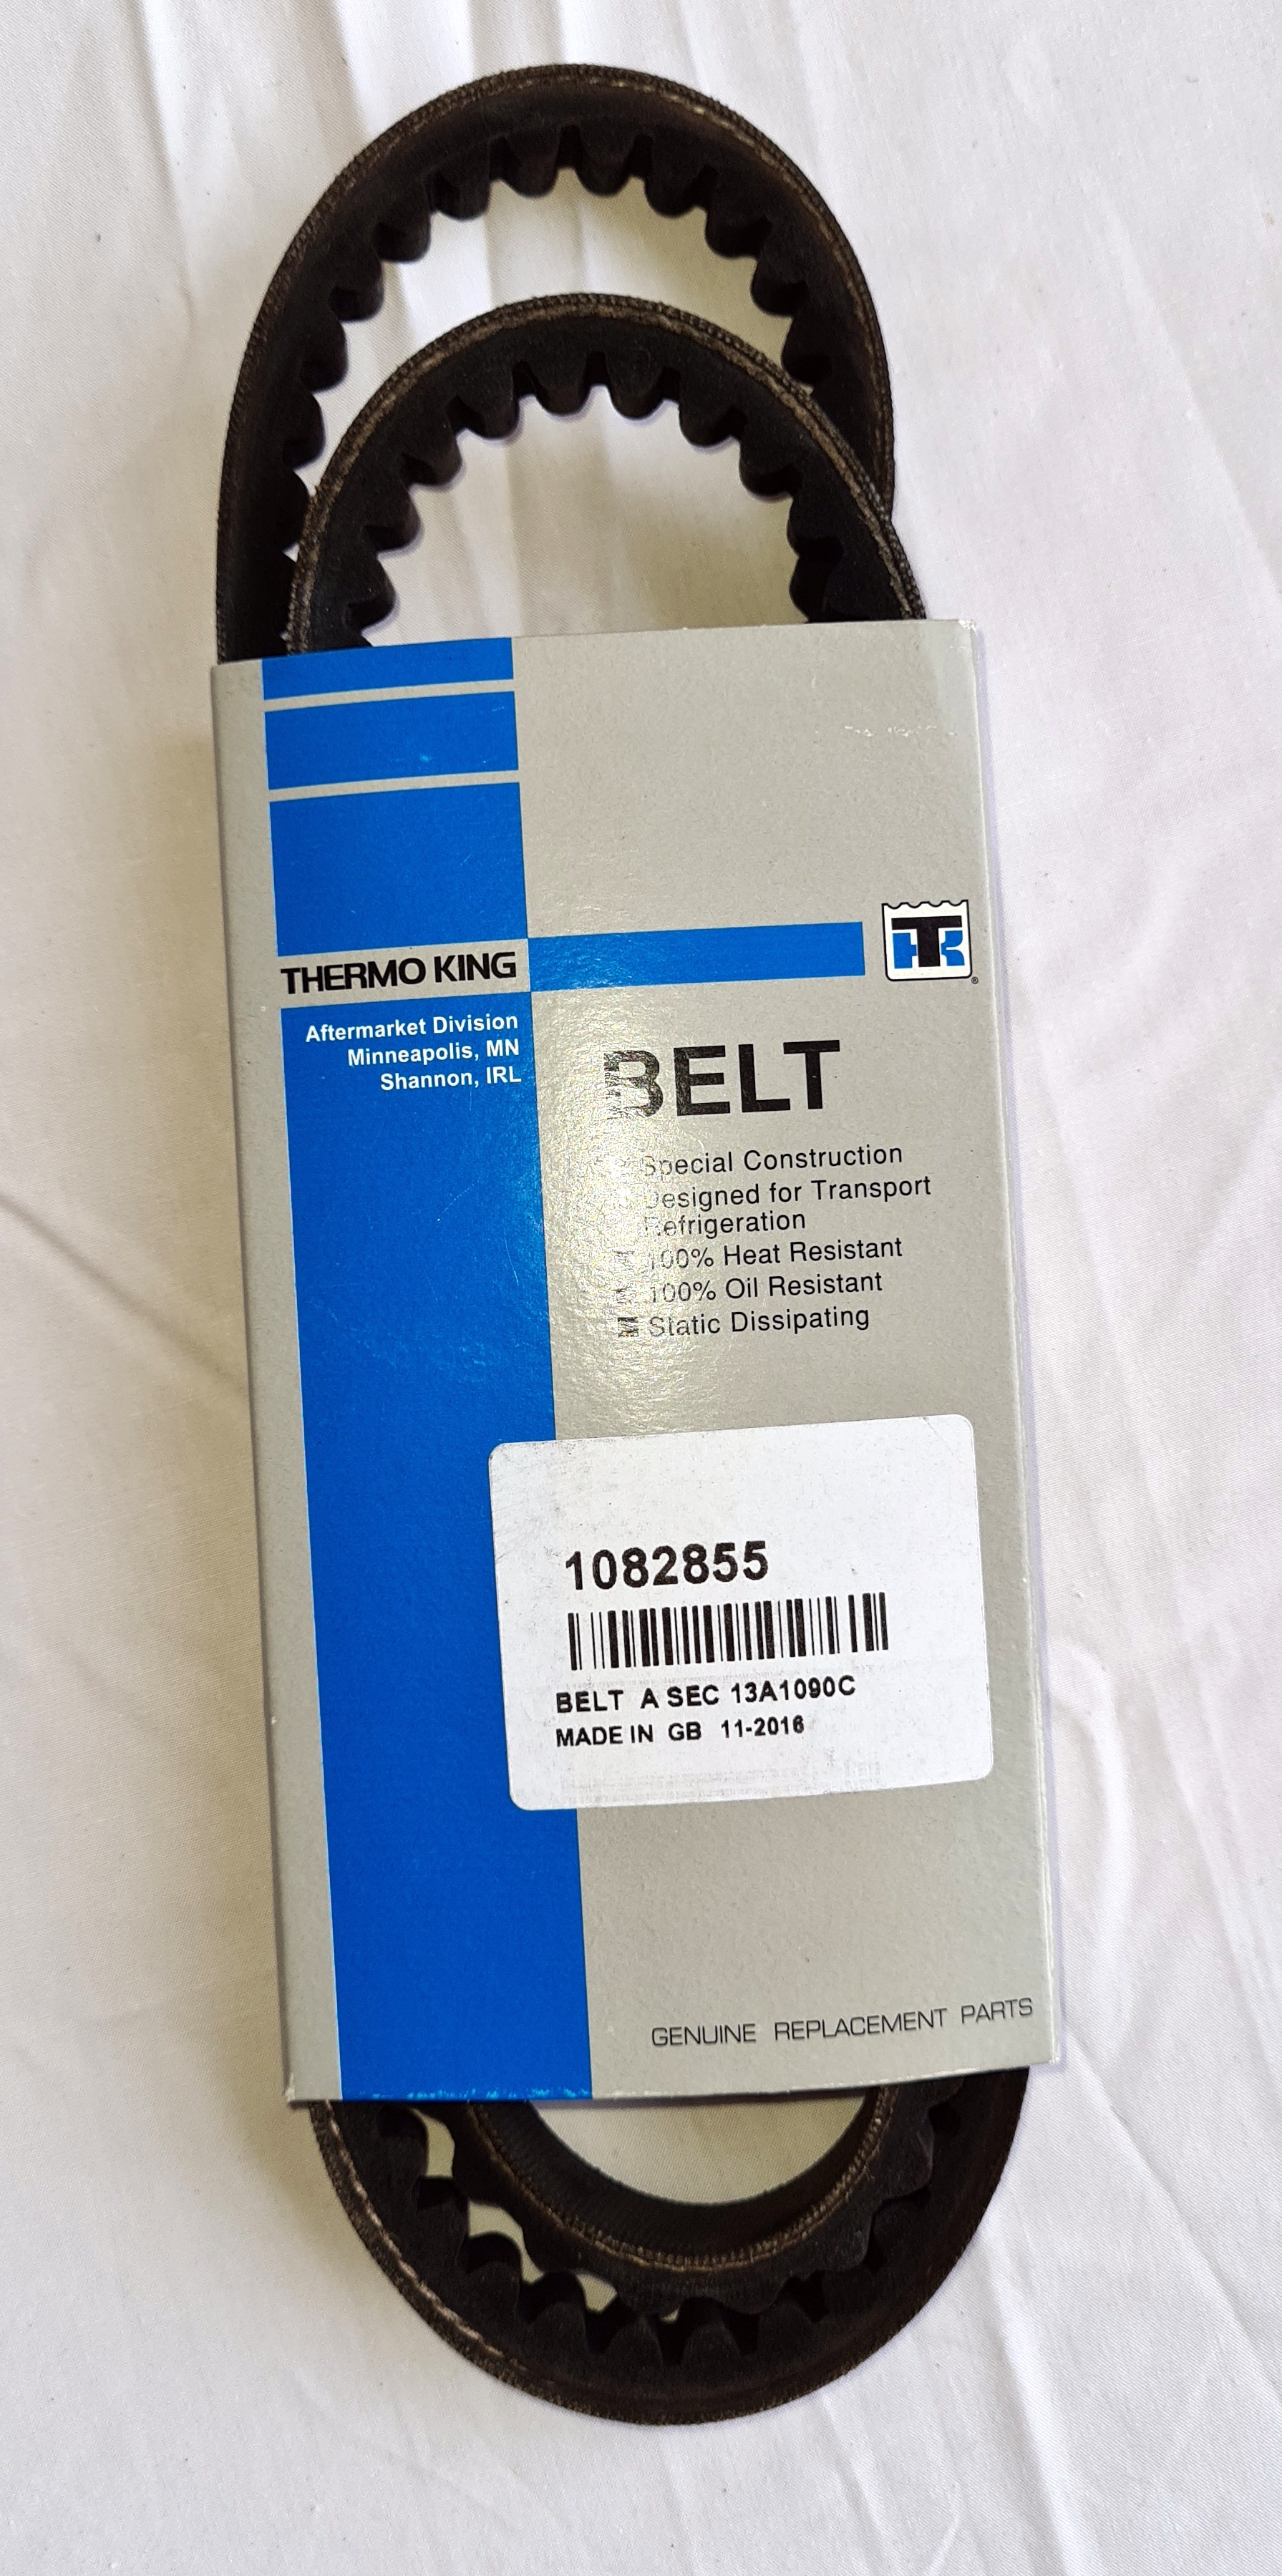 THERMO KING
TK
®
Aftermarket Division
Minneapolis, MN
Shannon, IRL
BELT
Special Construction
Designed for Transport
Refrigeration
100% Heat Resistant
100% Oil Resistant
Static Dissipating
1082855
BELT A SEC 13A1090C
MADE IN GB 11-2016
GENUINE REPLACEMENT PARTS